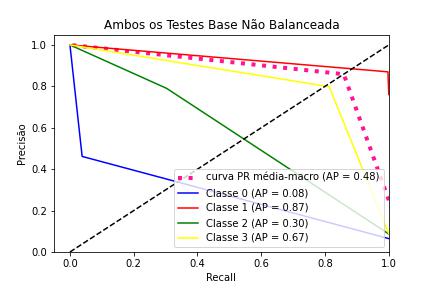 Ambos os Testes Base Não Balanceada
Precisão
1.0
0.8
0.6
0.4
0.2
0.0
curva PR média-macro (AP = 0.48)
Classe 0 (AP = 0.08)
Classe 1 (AP = 0.87)
Classe 2 (AP = 0.30)
Classe 3 (AP = 0.67)
0.0 0.2 0.4 0.6 0.8 1.0
Recall